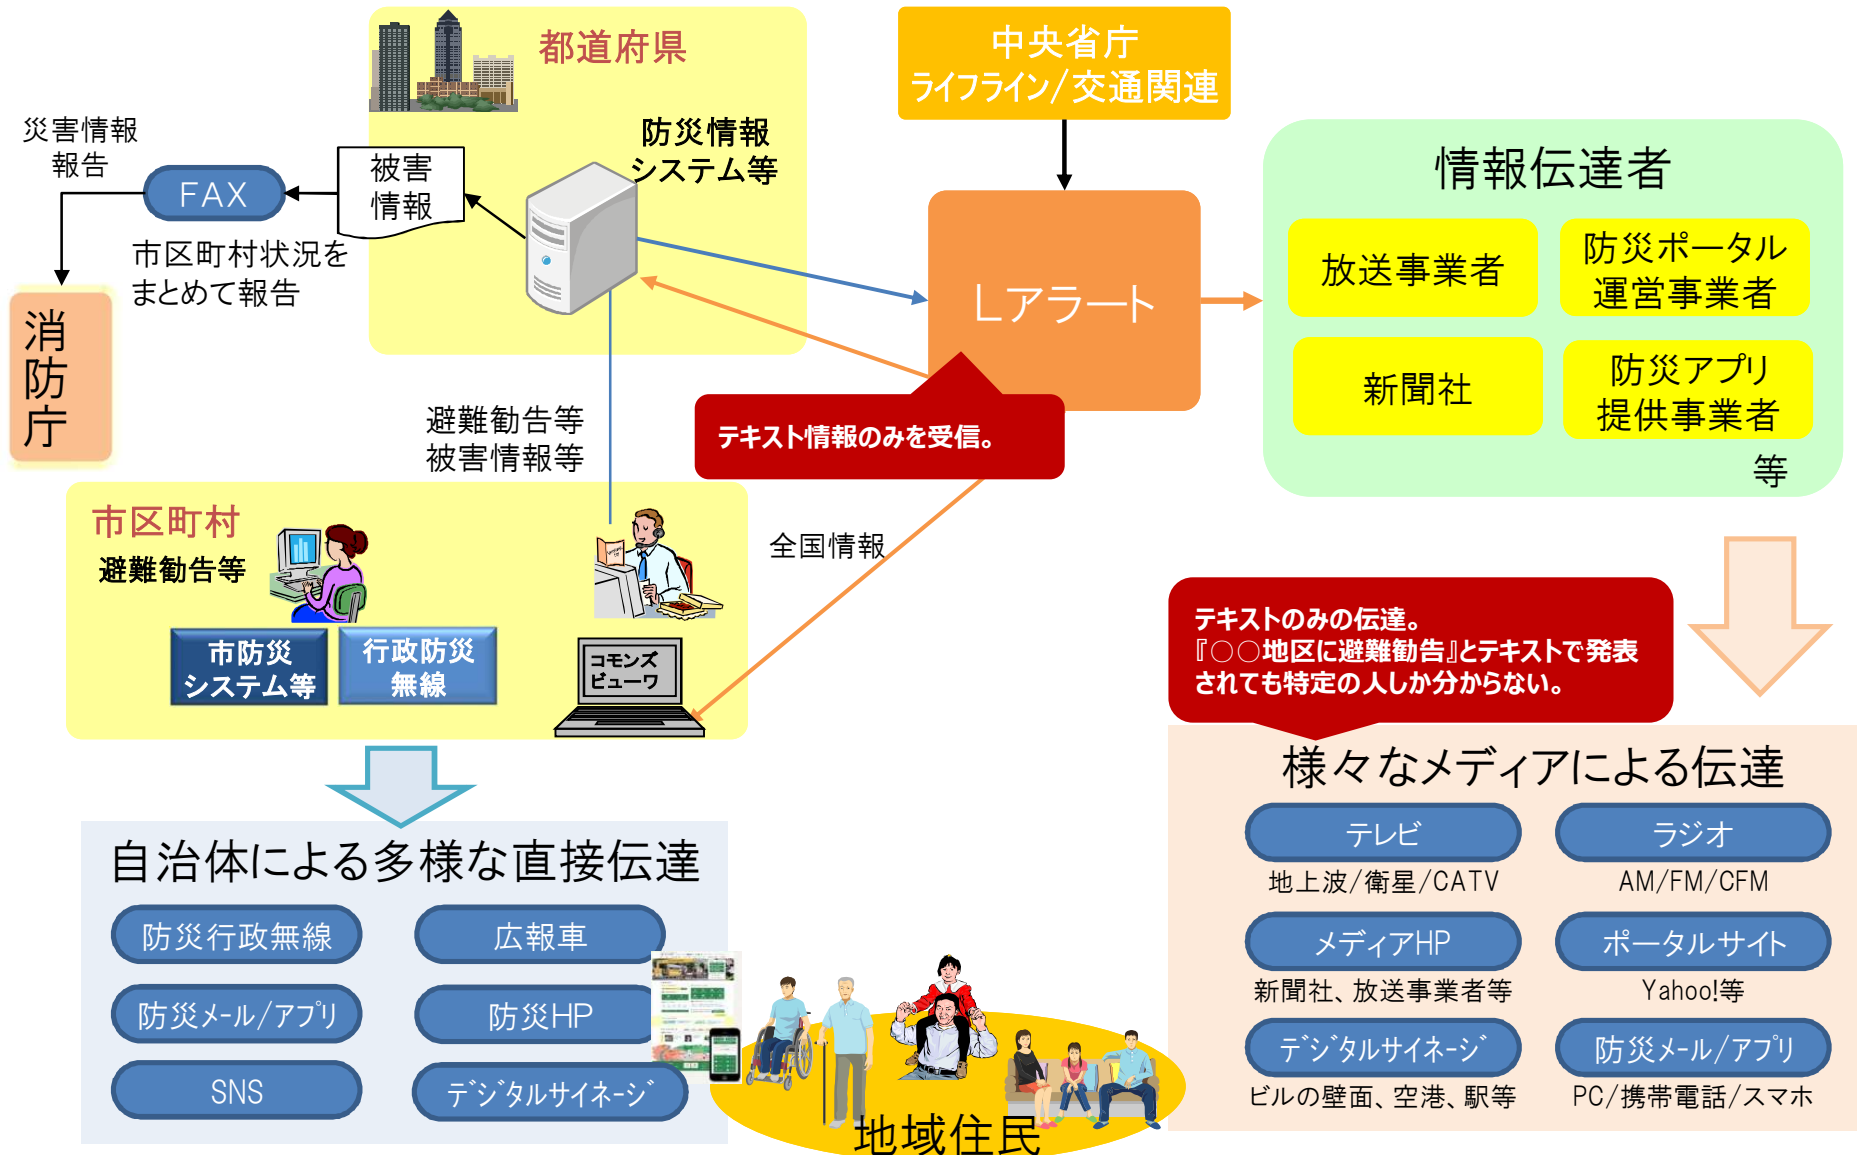 都道府県
防災情報
システム等
中央省庁
ライフライン/交通関連
災害情報
報告
FAX
被害
情報
市区町村状況を
まとめて報告
消
防
庁
Lアラート
情報伝達者
放送事業者
防災ポータル
運営事業者
新聞社
防災アプリ
提供事業者
等
テキスト情報のみを受信。
避難勧告等
被害情報等
全国情報
市区町村
避難勧告等
市防災
システム等
行政防災
無線
コモンズ
ビューワ
テキストのみの伝達。
『○○地区に避難勧告』とテキストで発表
されても特定の人しか分からない。
自治体による多様な直接伝達
防災行政無線
広報車
防災メール/アプリ
防災HP
SNS
デジタルサイネージ
様々なメディアによる伝達
テレビ
地上波/衛星/CATV
ラジオ
AM/FM/CFM
メディアHP
新聞社、放送事業者等
ポータルサイト
Yahoo!等
デジタルサイネージ
ビルの壁面、空港、駅等
防災メール/アプリ
PC/携帯電話/スマホ
地域住民